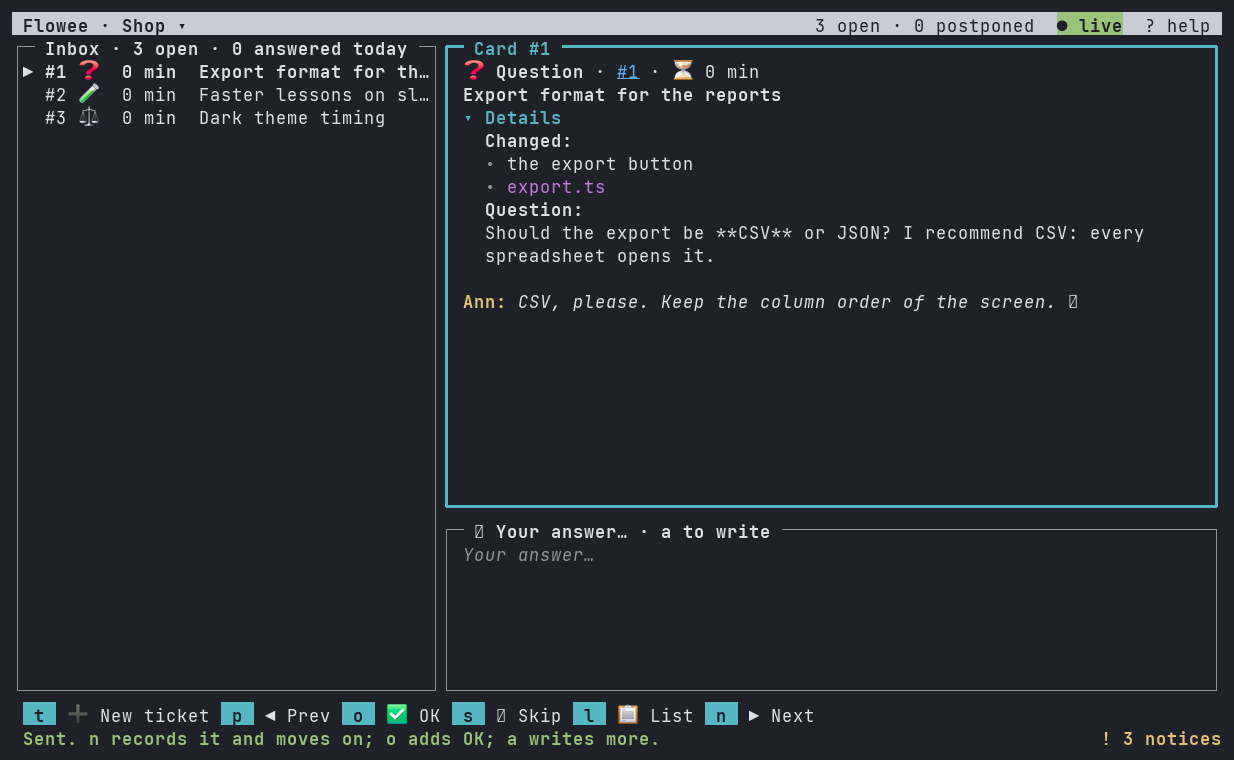 Flowee · Shop ▾ 3 open · 0 postponed ● live ? help
Inbox · 3 open · 0 answered today
▶ #1 ❓ 0 min Export format for th…
#2 🧪 0 min Faster lessons on sl…
#3 ⚖ 0 min Dark theme timing
Card #1
❓ Question · #1 · ⏳ 0 min
Export format for the reports
▾ Details
Changed:
• the export button
• export.ts
Question:
Should the export be **CSV** or JSON? I recommend CSV: every
spreadsheet opens it.
Ann: CSV, please. Keep the column order of the screen.
Your answer… · a to write
Your answer…
t ➕ New ticket p ◀ Prev o ✅ OK s Skip l 📋 List n ▶ Next
Sent. n records it and moves on; o adds OK; a writes more. ! 3 notices